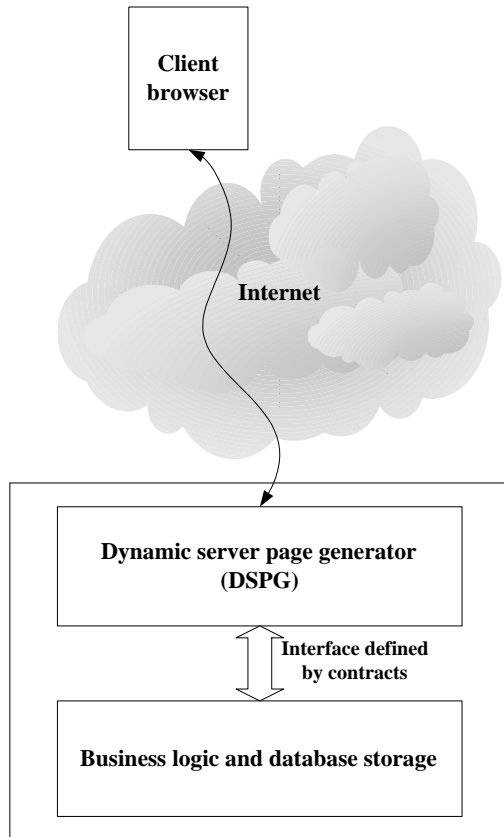 Client
browser
Internet
Dynamic server page generator
(DSPG)
Interface defined
by contracts
Business logic and database storage